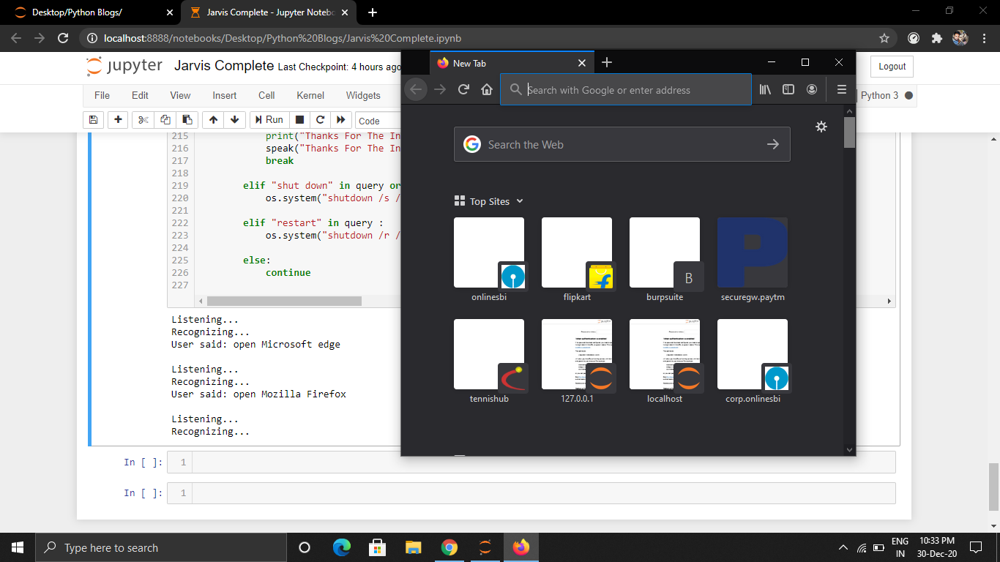 Desktop/Python Blogs/
Jarvis Complete - Jupyter Notebo
localhost:8888/notebooks/Desktop/Python%20Blogs/Jarvis%20Complete.ipynb
jupyter
Jarvis Complete Last Checkpoint: 4 hours ago
Logout
File Edit View Insert Cell Kernel Widgets
Python 3
Run
Code
215 print("Thanks For The In
216 speak("Thanks For The In
217 break
218
219 elif "shut down" in query or
220 os.system("shutdown /s /
221
222 elif "restart" in query :
223 os.system("shutdown /r /
224
225 else:
226 continue
227
Listening...
Recognizing...
User said: open Microsoft edge
Listening...
Recognizing...
User said: open Mozilla Firefox
Listening...
Recognizing...
In [ ]: 1
In [ ]: 1
New Tab
Search with Google or enter address
Search the Web
Top Sites
onlinesbi
flipkart
B
burpsuite
securegw.paytm
tennishub
127.0.0.1
localhost
corp.onlinesbi
Type here to search
ENG
IN
10:33 PM
30-Dec-20